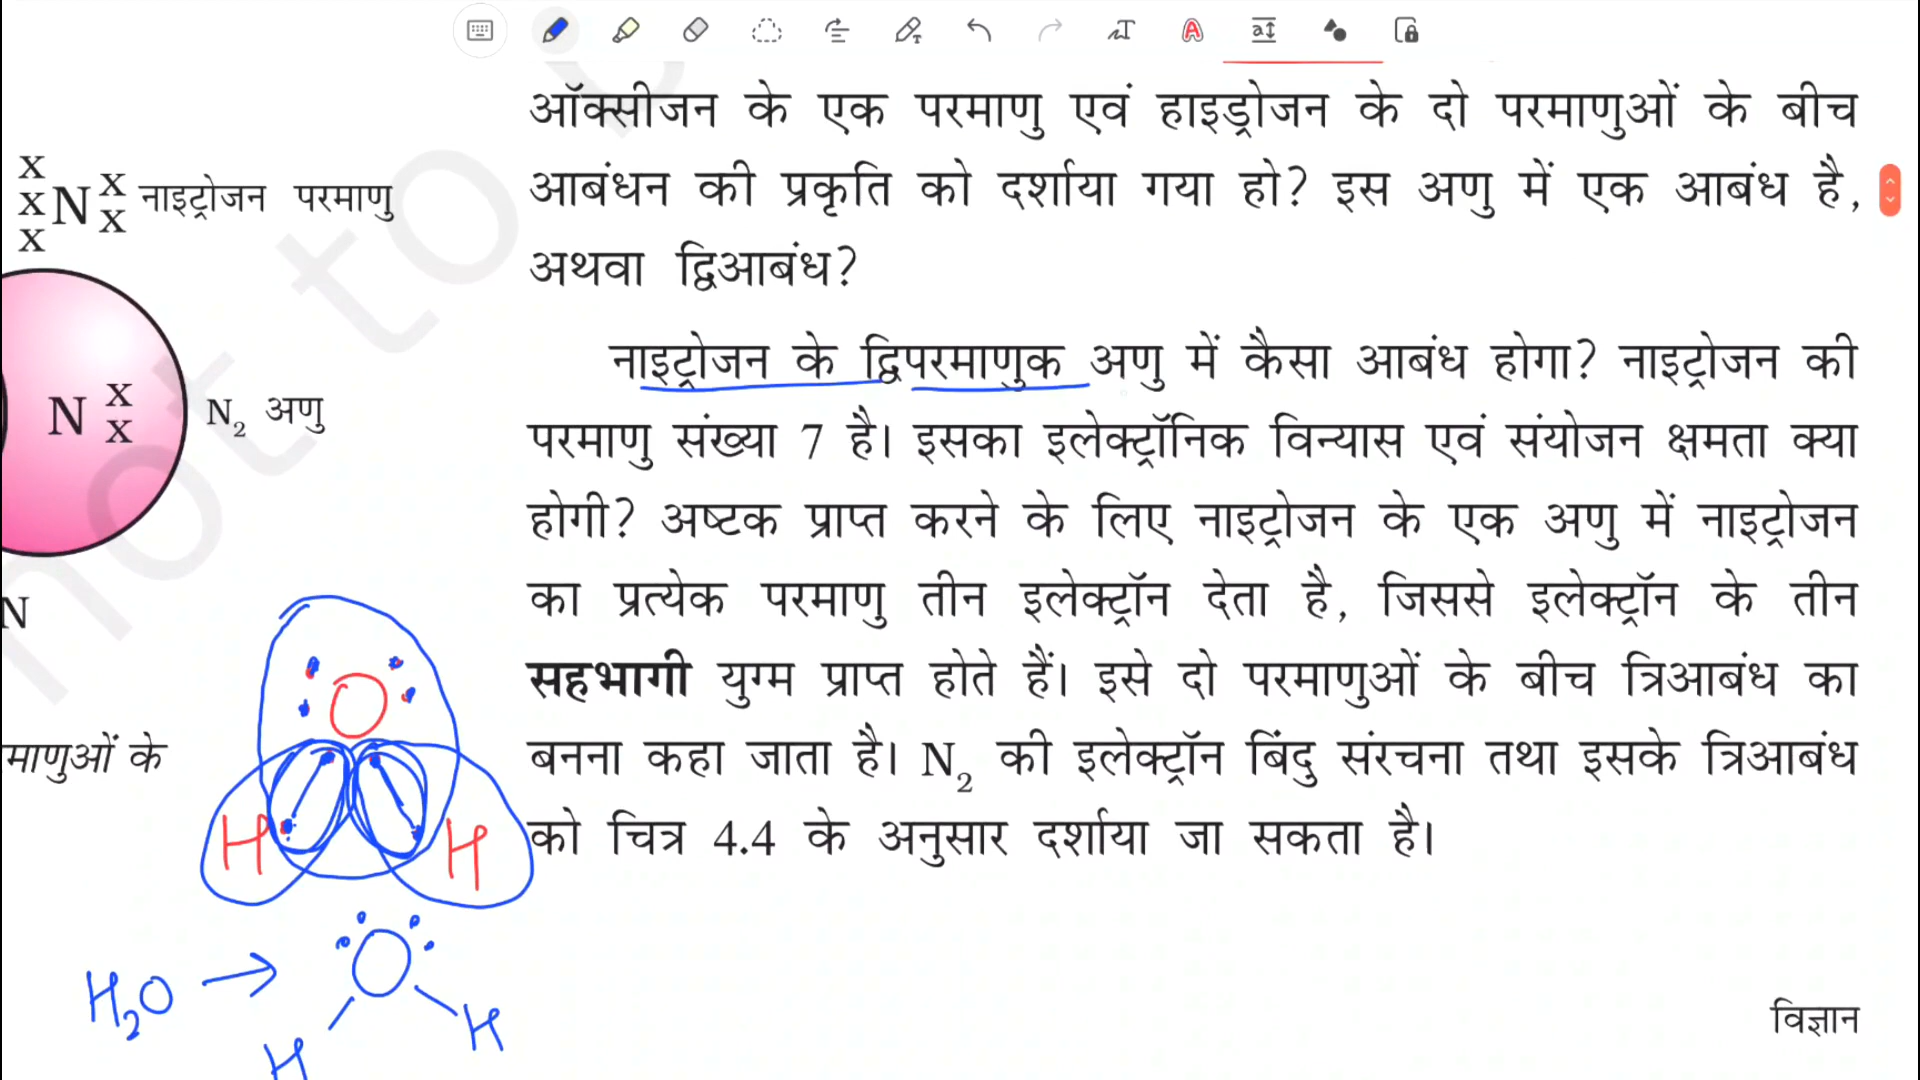 ऑक्सीजन के एक परमाणु एवं हाइड्रोजन के दो परमाणुओं के बीच
आबंधन की प्रकृति को दर्शाया गया हो? इस अणु में एक आबंध है,
अथवा द्विआबंध?
नाइट्रोजन के द्विपरमाणुक अणु में कैसा आबंध होगा? नाइट्रोजन की
परमाणु संख्या 7 है। इसका इलेक्ट्रॉनिक विन्यास एवं संयोजन क्षमता क्या
होगी? अष्टक प्राप्त करने के लिए नाइट्रोजन के एक अणु में नाइट्रोजन
का प्रत्येक परमाणु तीन इलेक्ट्रॉन देता है, जिससे इलेक्ट्रॉन के तीन
सहभागी युग्म प्राप्त होते हैं। इसे दो परमाणुओं के बीच त्रिआबंध का
बनना कहा जाता है। N₂ की इलेक्ट्रॉन बिंदु संरचना तथा इसके त्रिआबंध
को चित्र 4.4 के अनुसार दर्शाया जा सकता है।
विज्ञान
x
x N x नाइट्रोजन परमाणु
x x
N x x N₂ अणु
N
माणुओं के
O
H H
H₂O → O
H H
not to